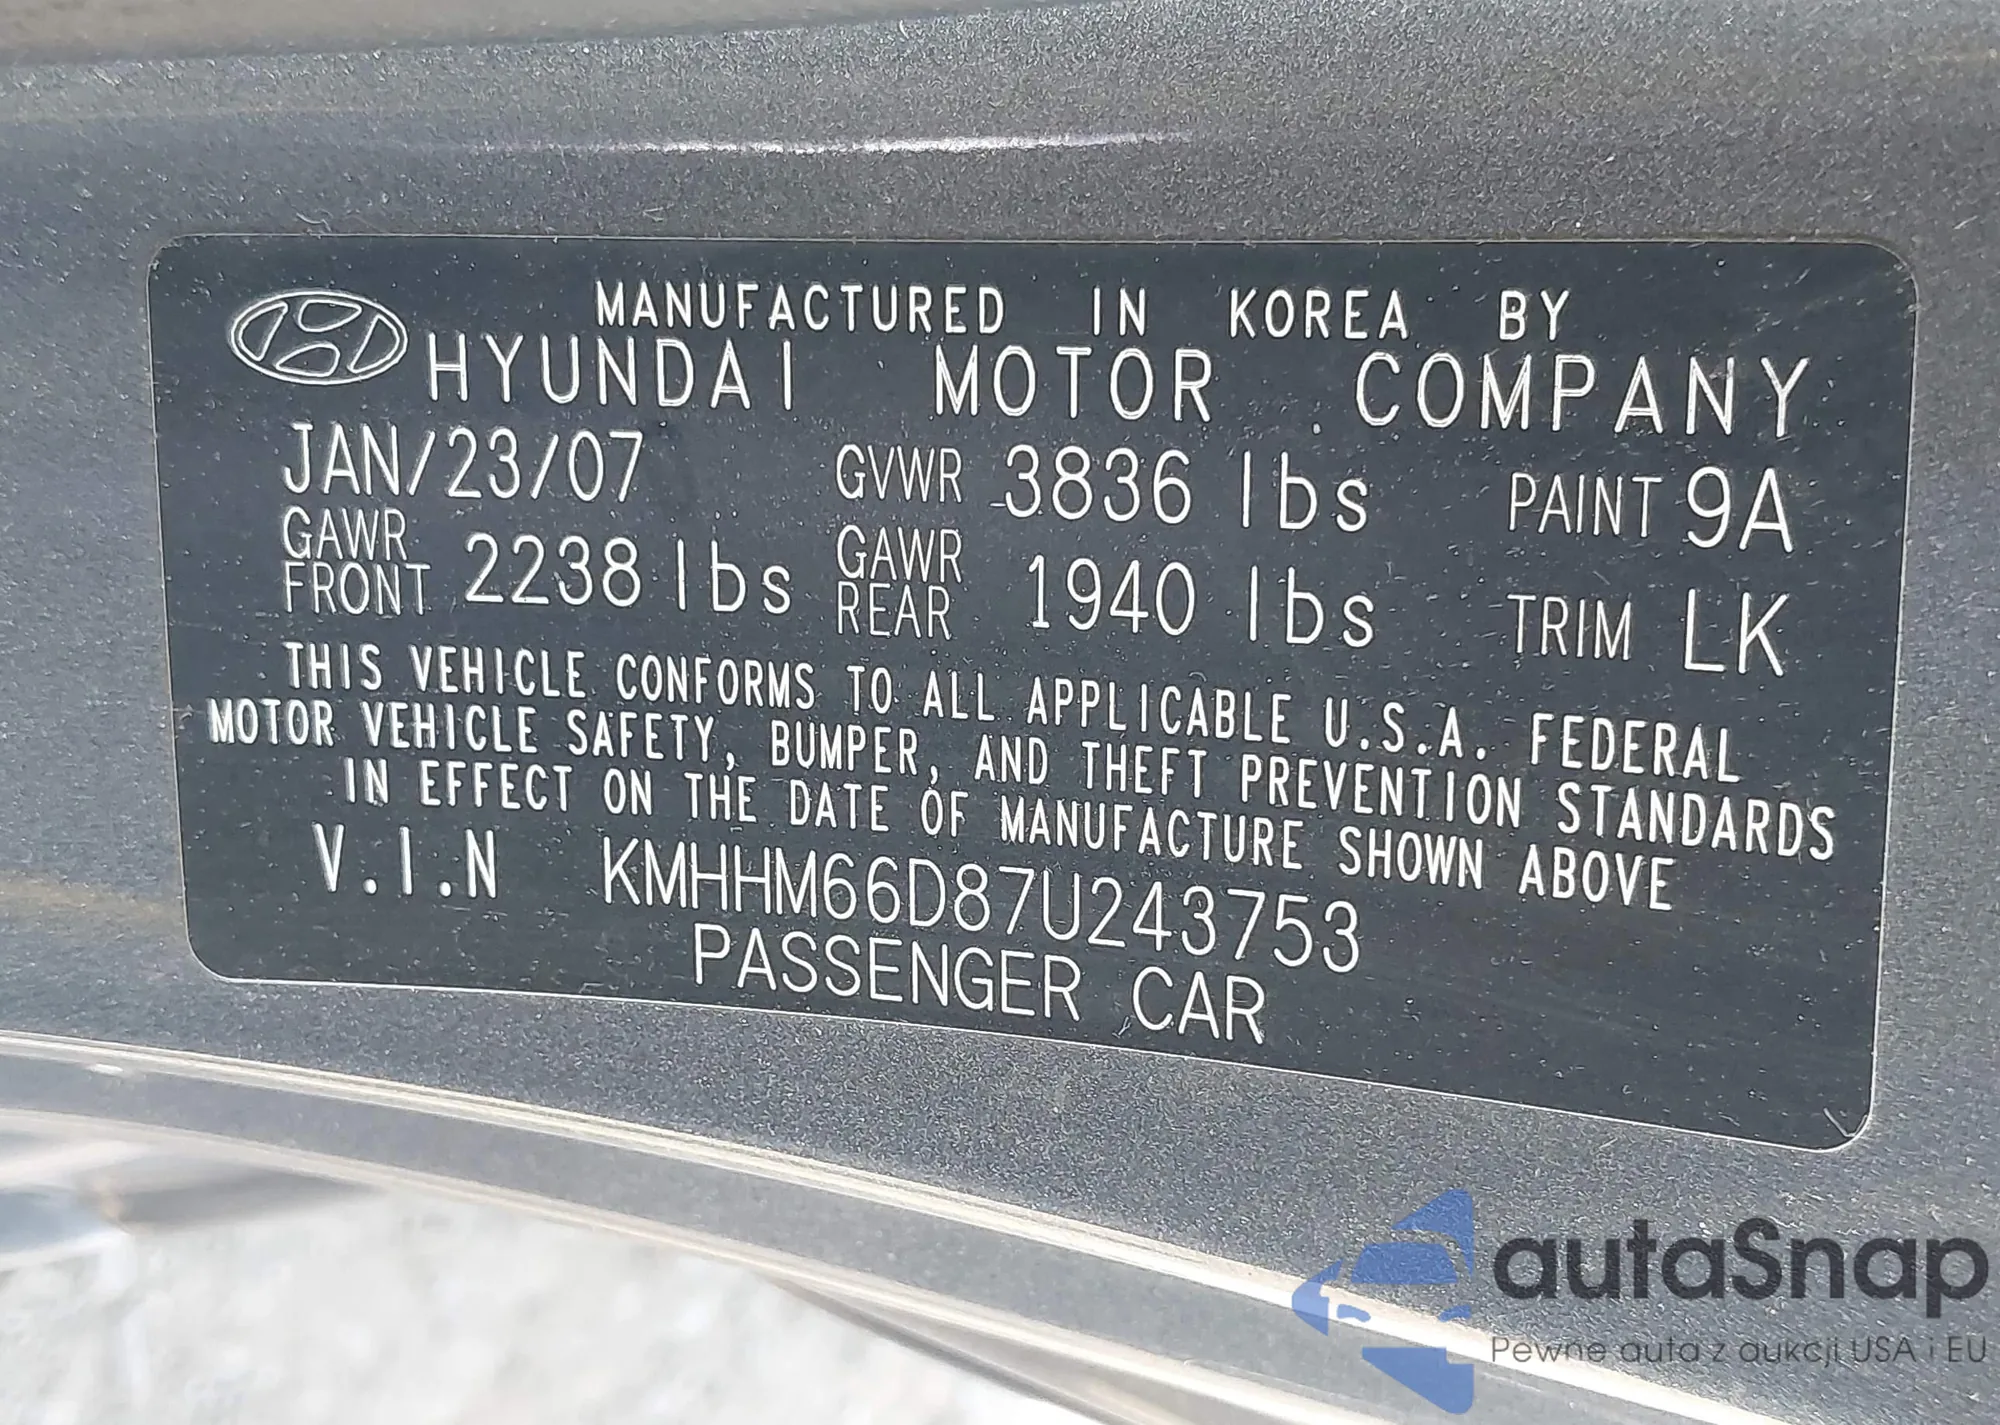 MANUFACTURED IN KOREA BY
HYUNDAI MOTOR COMPANY
JAN/23/07 GVWR 3836 lbs PAINT 9A
GAWR FRONT 2238 lbs GAWR REAR 1940 lbs TRIM LK
THIS VEHICLE CONFORMS TO ALL APPLICABLE U.S.A. FEDERAL
MOTOR VEHICLE SAFETY, BUMPER, AND THEFT PREVENTION STANDARDS
IN EFFECT ON THE DATE OF MANUFACTURE SHOWN ABOVE
V.I.N KMHHM66D87U243753
PASSENGER CAR
autaSnap
Pewne auta z aukcji USA i EU